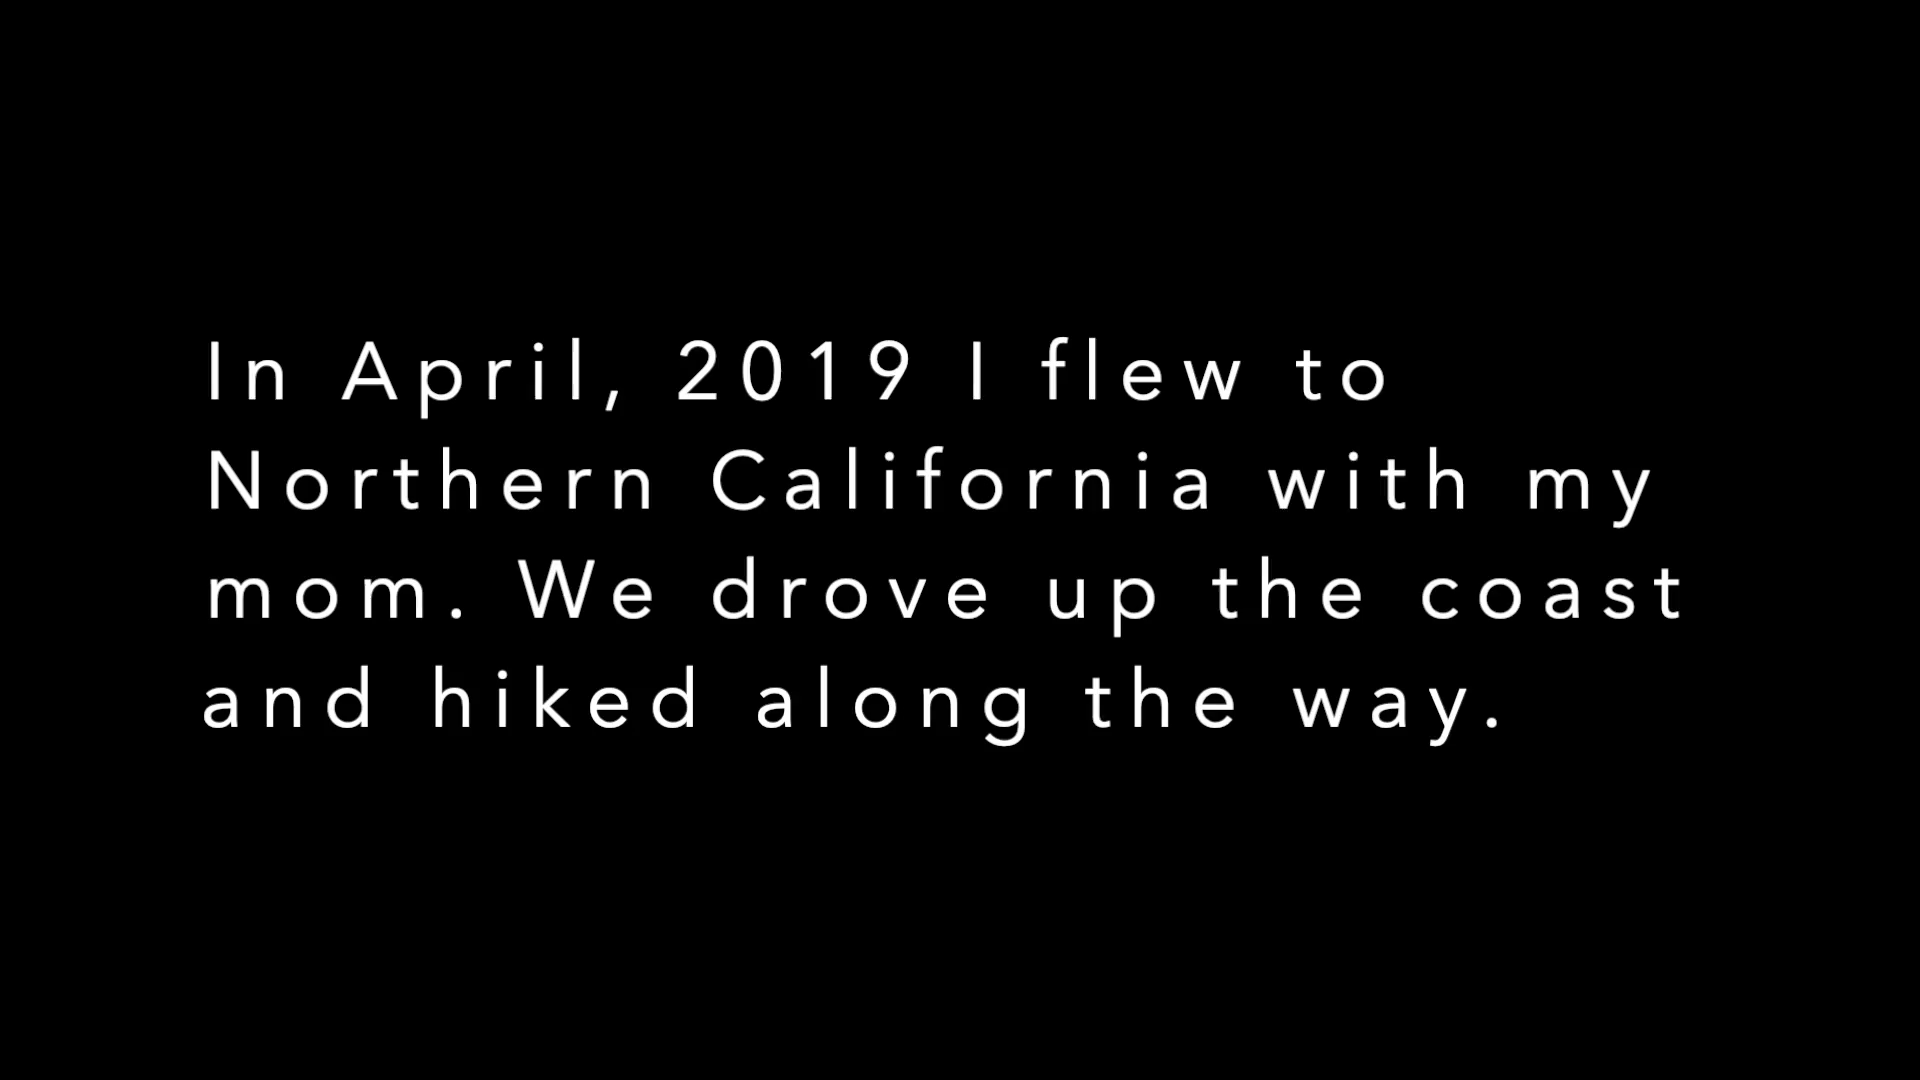 In April, 2019 I flew to
Northern California with my
mom. We drove up the coast
and hiked along the way.